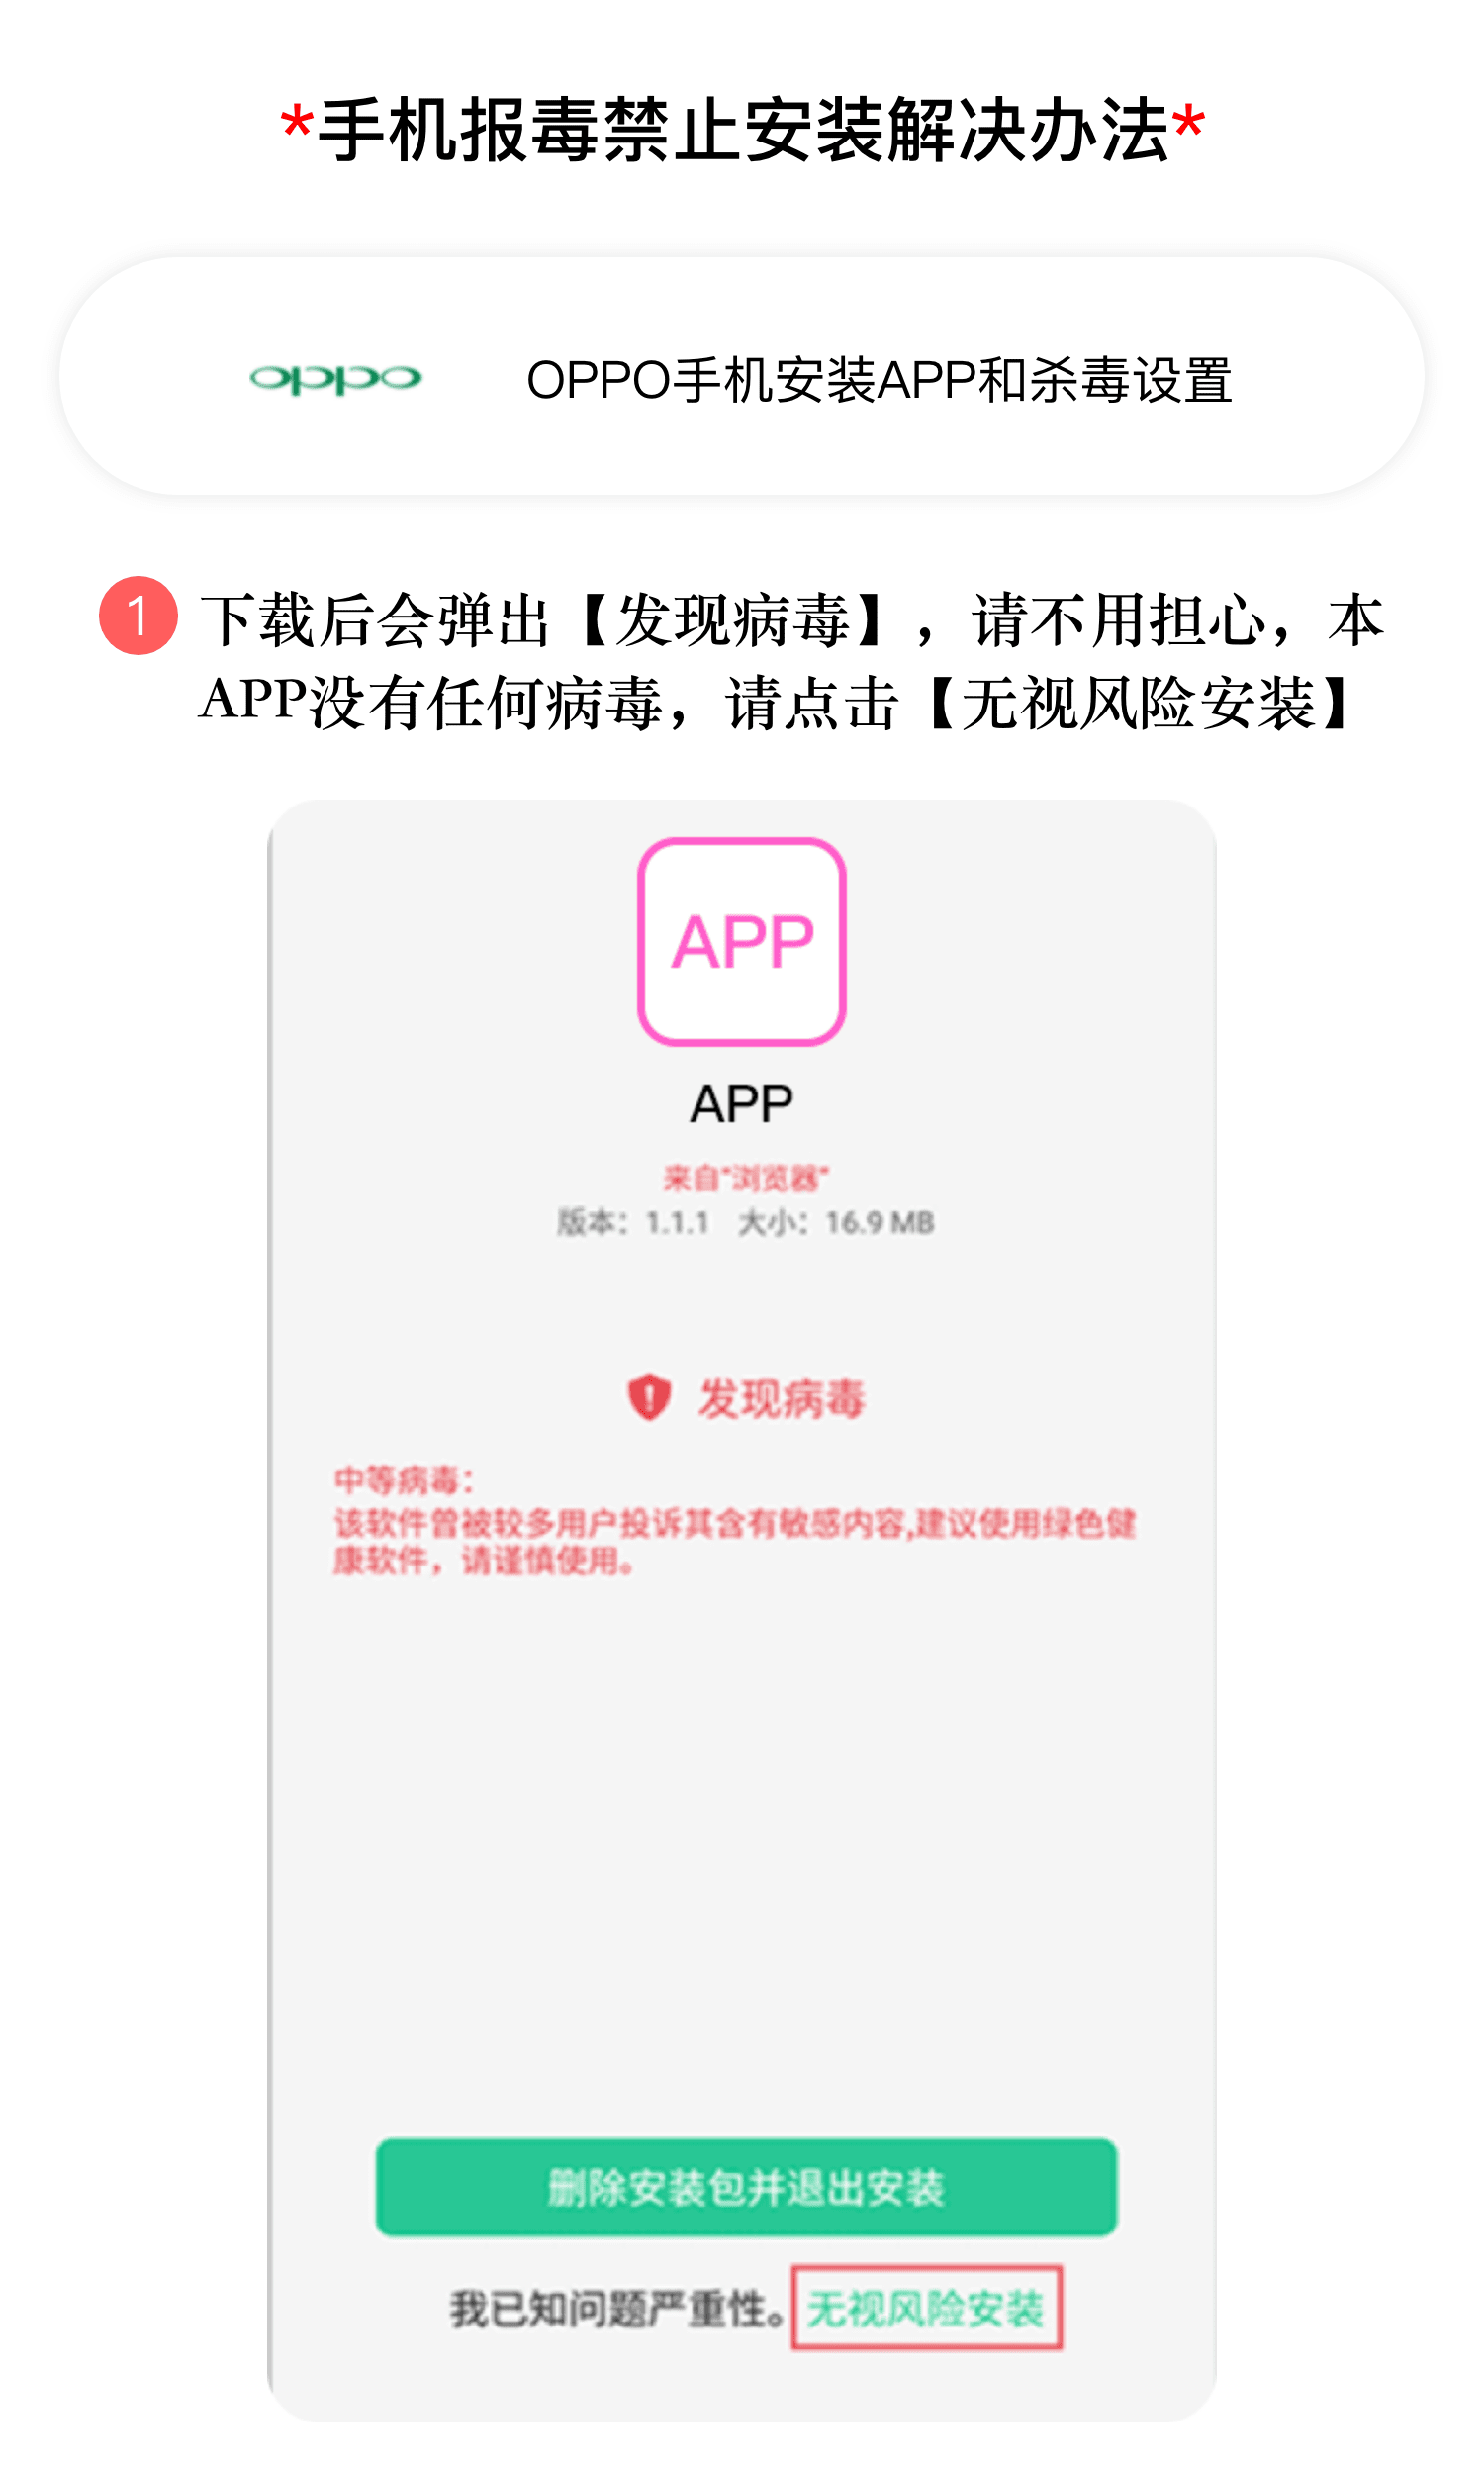 *手机报毒禁止安装解决办法*
oppo OPPO手机安装APP和杀毒设置
1 下载后会弹出【发现病毒】，请不用担心，本
APP没有任何病毒，请点击【无视风险安装】
APP
APP
来自“浏览器”
版本：1.1.1 大小：16.9 MB
发现病毒
中等病毒：
该软件曾被较多用户投诉其含有敏感内容,建议使用绿色健
康软件，请谨慎使用。
删除安装包并退出安装
我已知问题严重性。无视风险安装